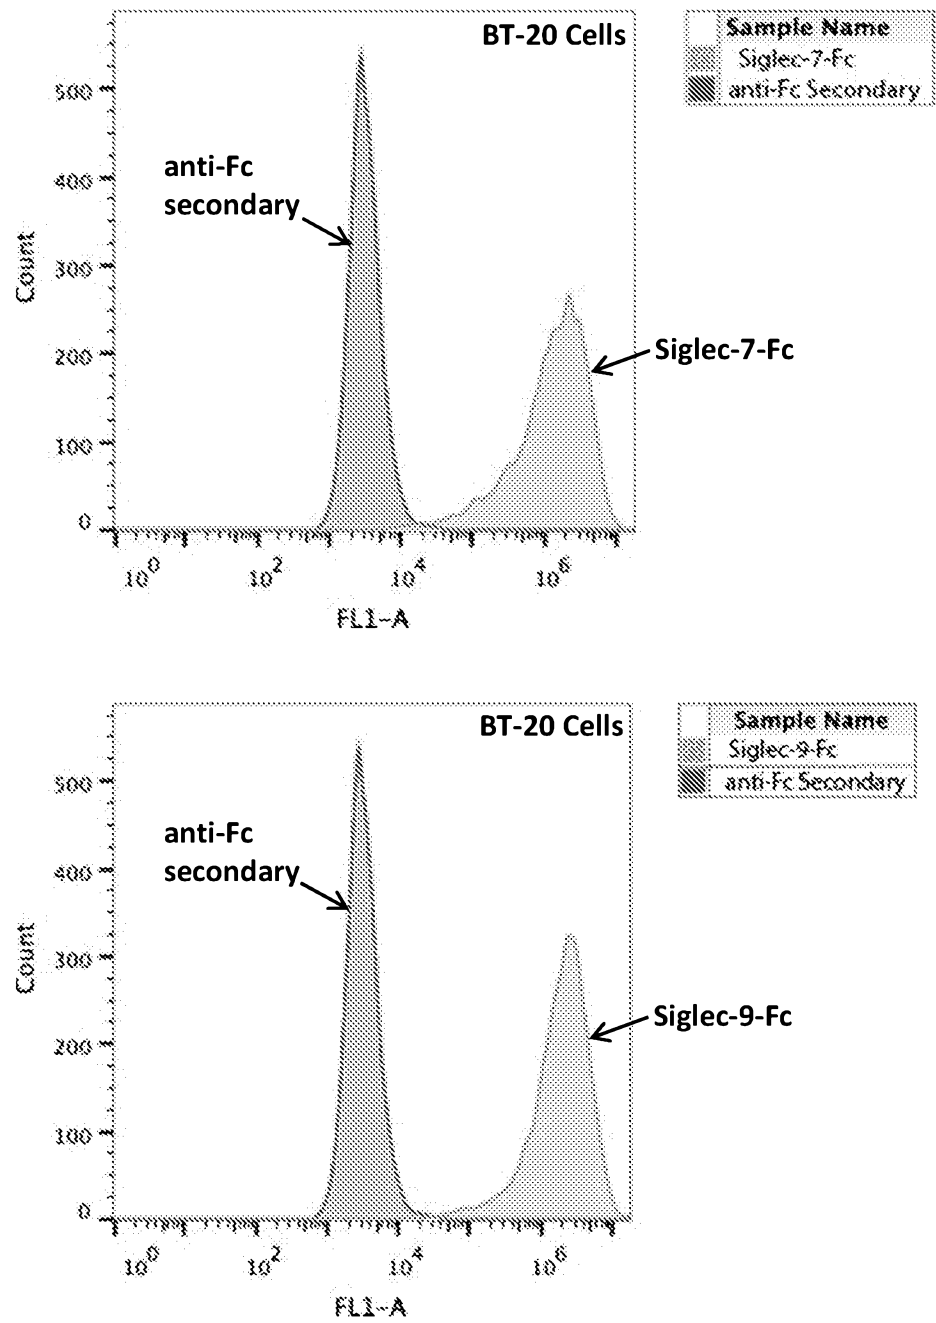 BT-20 Cells
Sample Name
Siglec-7-Fc
anti-Fc Secondary
500
400
300
200
100
0
Count
anti-Fc
secondary
Siglec-7-Fc
10^0
10^2
10^4
10^6
FL1-A
BT-20 Cells
Sample Name
Siglec-9-Fc
anti-Fc Secondary
500
400
300
200
100
0
Count
anti-Fc
secondary
Siglec-9-Fc
10^0
10^2
10^4
10^6
FL1-A